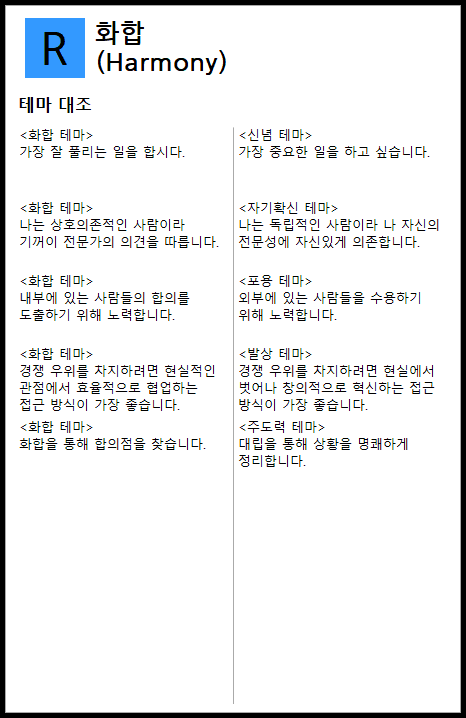 R
화합
(Harmony)
테마 대조
<화합 테마>
가장 잘 풀리는 일을 합시다.
<신념 테마>
가장 중요한 일을 하고 싶습니다.
<화합 테마>
나는 상호의존적인 사람이라
기꺼이 전문가의 의견을 따릅니다.
<자기확신 테마>
나는 독립적인 사람이라 나 자신의
전문성에 자신있게 의존합니다.
<화합 테마>
내부에 있는 사람들의 합의를
도출하기 위해 노력합니다.
<포용 테마>
외부에 있는 사람들을 수용하기
위해 노력합니다.
<화합 테마>
경쟁 우위를 차지하려면 현실적인
관점에서 효율적으로 협업하는
접근 방식이 가장 좋습니다.
<발상 테마>
경쟁 우위를 차지하려면 현실에서
벗어나 창의적으로 혁신하는 접근
방식이 가장 좋습니다.
<화합 테마>
화합을 통해 합의점을 찾습니다.
<주도력 테마>
대립을 통해 상황을 명쾌하게
정리합니다.